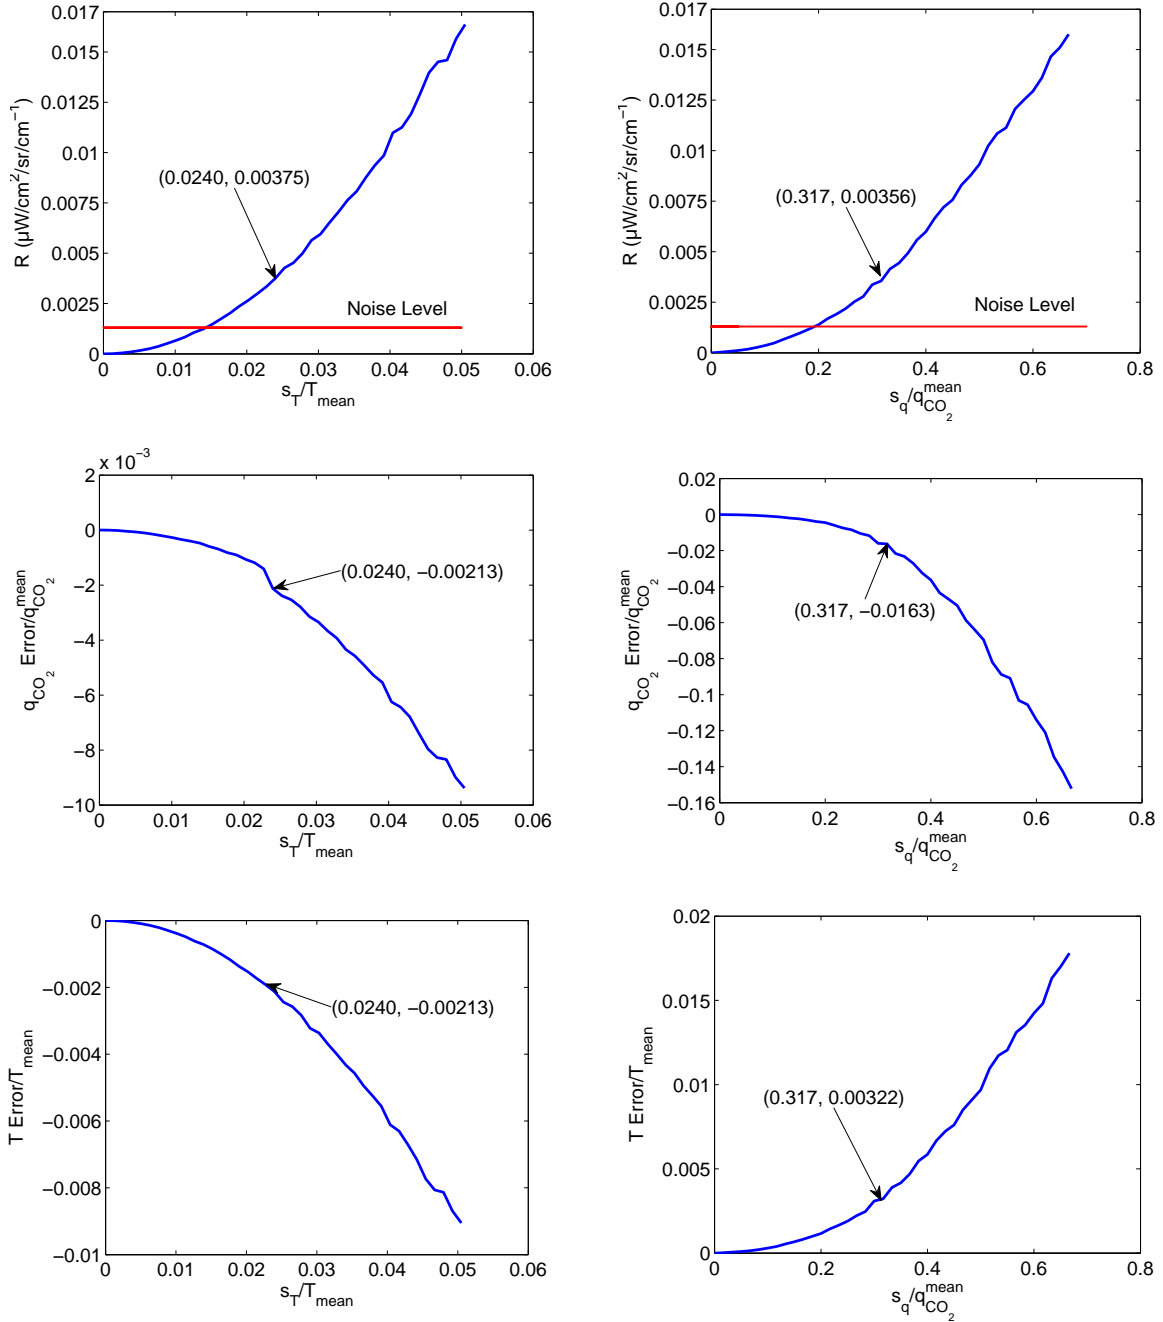 0.017
0.015
0.0125
0.01
0.0075
0.005
0.0025
0
R (µW/cm²/sr/cm⁻¹)
(0.0240, 0.00375)
Noise Level
0 0.01 0.02 0.03 0.04 0.05 0.06
s_T/T_mean
0.017
0.015
0.0125
0.01
0.0075
0.005
0.0025
0
R (µW/cm²/sr/cm⁻¹)
(0.317, 0.00356)
Noise Level
0 0.2 0.4 0.6 0.8
s_q/q_CO₂^mean
x 10⁻³
2
0
−2
−4
−6
−8
−10
q_CO₂ Error/q_CO₂^mean
(0.0240, −0.00213)
0 0.01 0.02 0.03 0.04 0.05 0.06
s_T/T_mean
0.02
0
−0.02
−0.04
−0.06
−0.08
−0.1
−0.12
−0.14
−0.16
q_CO₂ Error/q_CO₂^mean
(0.317, −0.0163)
0.2 0.4 0.6 0.8
s_q/q_CO₂^mean
0
−0.002
−0.004
−0.006
−0.008
−0.01
T Error/T_mean
(0.0240, −0.00213)
0 0.01 0.02 0.03 0.04 0.05 0.06
s_T/T_mean
0.02
0.015
0.01
0.005
0
T Error/T_mean
(0.317, 0.00322)
0 0.2 0.4 0.6 0.8
s_q/q_CO₂^mean